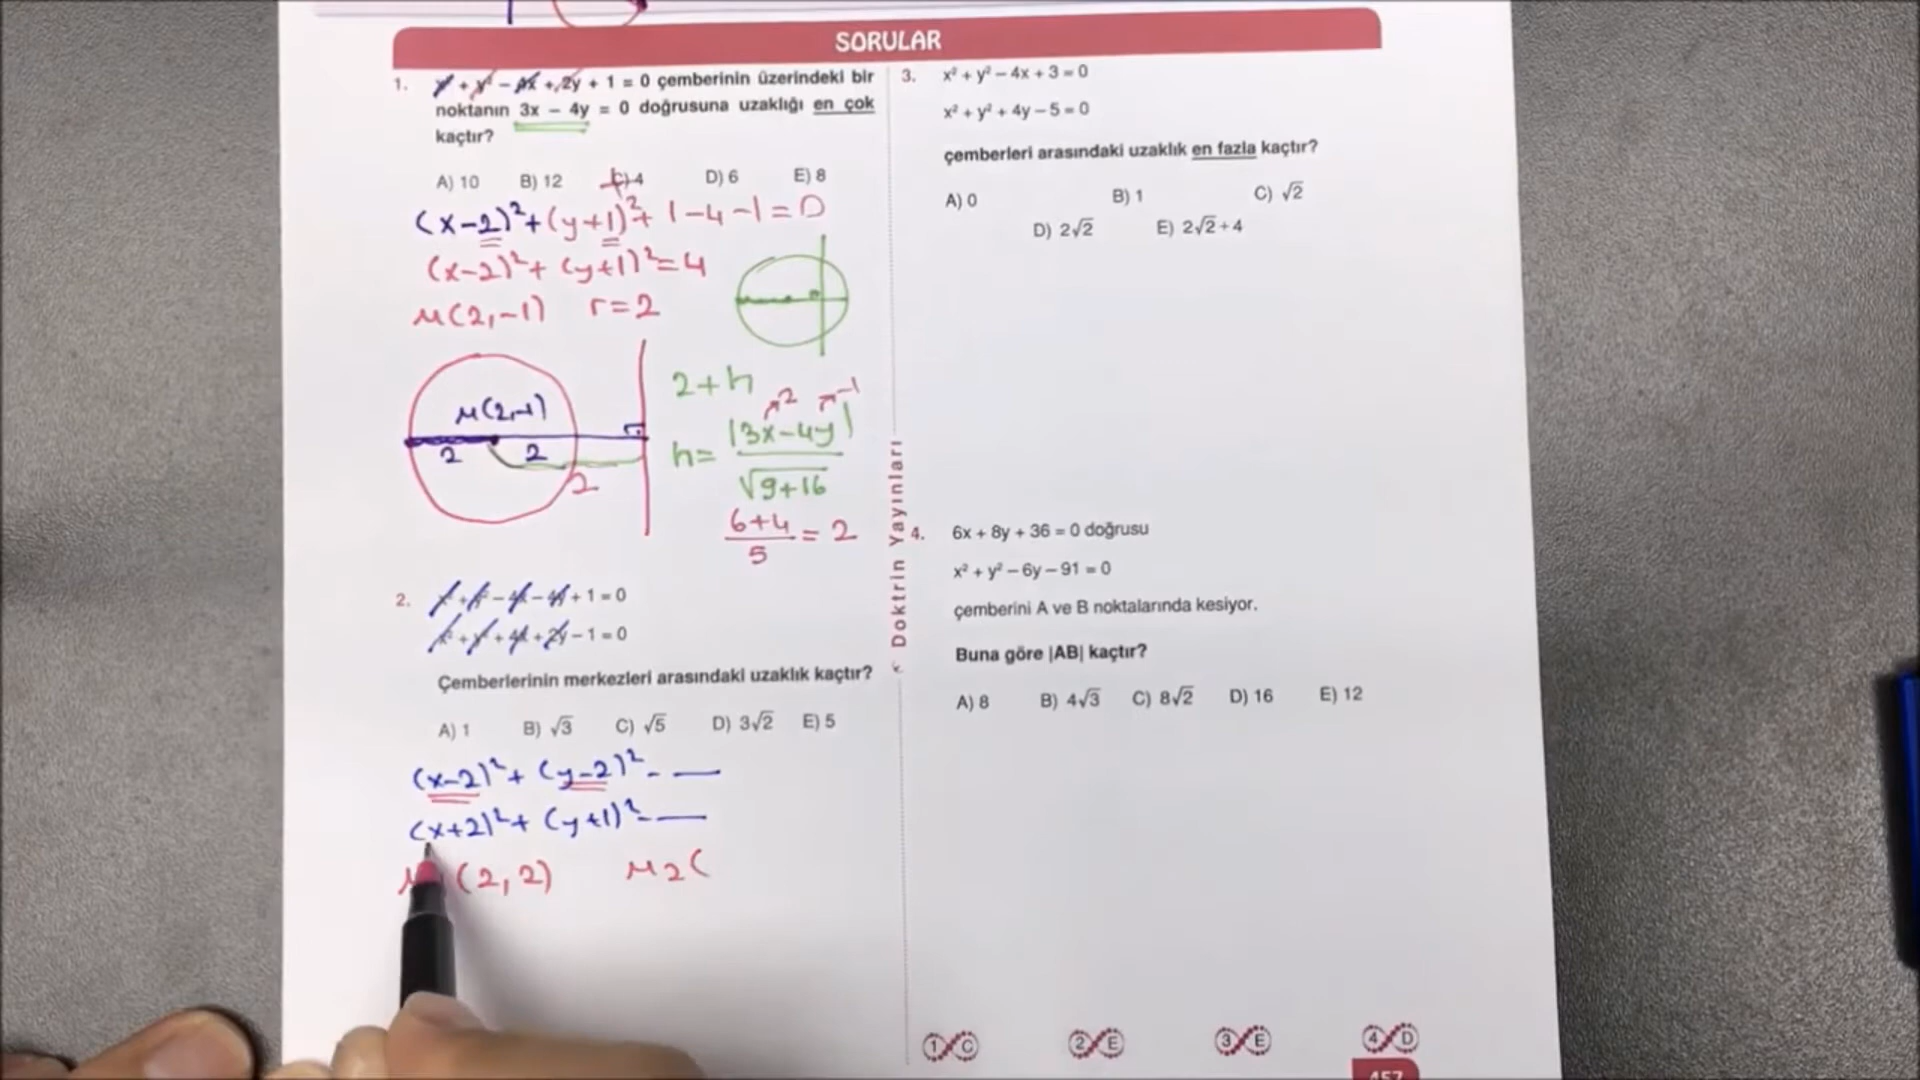 SORULAR
1. x² + y² - 4x + 2y + 1 = 0 çemberinin üzerindeki bir
noktanın 3x - 4y = 0 doğrusuna uzaklığı en çok
kaçtır?
A) 10 B) 12 C) 4 D) 6 E) 8
(x-2)²+(y+1)²+1-4-1=0
(x-2)²+(y+1)²=4
M(2,-1) r=2
M(2,-1)
2 2
2
2+h
2 -1
h= |3x-4y|
√9+16
6+4
5
=2
2. x² + y² - 4x - 4y + 1 = 0
x² + y² + 4x + 2y - 1 = 0
Çemberlerinin merkezleri arasındaki uzaklık kaçtır?
A) 1 B) √3 C) √5 D) 3√2 E) 5
(x-2)²+(y-2)²-
(x+2)²+(y+1)²-
M (2,2) M2(
Doktrin Yayınları
3. x² + y² - 4x + 3 = 0
x² + y² + 4y - 5 = 0
çemberleri arasındaki uzaklık en fazla kaçtır?
A) 0 B) 1 C) √2
D) 2√2 E) 2√2+4
4. 6x + 8y + 36 = 0 doğrusu
x² + y² - 6y - 91 = 0
çemberini A ve B noktalarında kesiyor.
Buna göre |AB| kaçtır?
A) 8 B) 4√3 C) 8√2 D) 16 E) 12
1 C 2 E 3 E 4 D
457